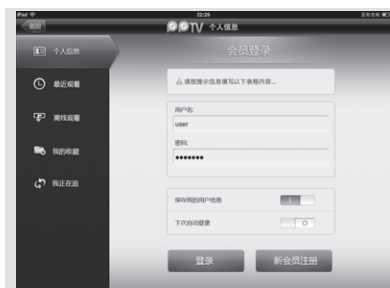 iPad
22:26
返回
PPTV 个人信息
个人信息
会员登录
最近观看
请按提示信息填写以下表格内容...
离线观看
用户名:
user
我的收藏
密码:
●●●●●●●
我正在追
保存我的用户信息
下次自动登录
登录
新会员注册